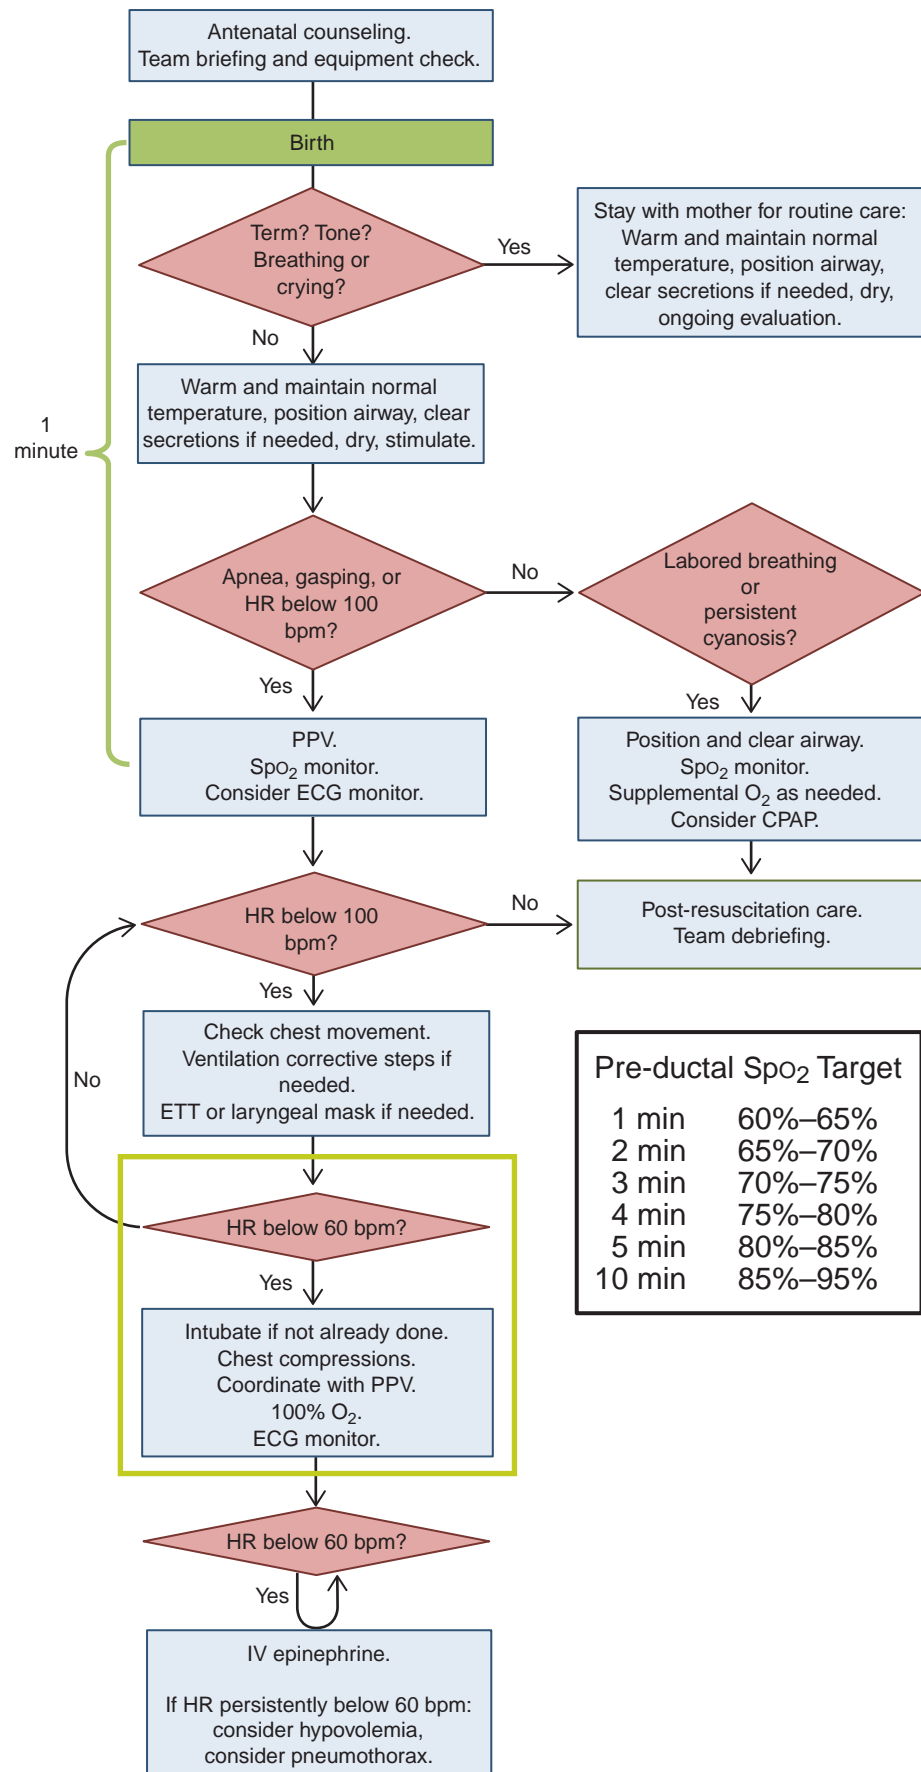 Antenatal counseling.
Team briefing and equipment check.
Birth
Term? Tone?
Breathing or
crying?
Yes
Stay with mother for routine care:
Warm and maintain normal
temperature, position airway,
clear secretions if needed, dry,
ongoing evaluation.
No
Warm and maintain normal
temperature, position airway, clear
secretions if needed, dry, stimulate.
1
minute
Apnea, gasping, or
HR below 100
bpm?
No
Labored breathing
or
persistent
cyanosis?
Yes
Yes
PPV.
SpO2 monitor.
Consider ECG monitor.
Position and clear airway.
SpO2 monitor.
Supplemental O2 as needed.
Consider CPAP.
HR below 100
bpm?
No
Post-resuscitation care.
Team debriefing.
Yes
Check chest movement.
Ventilation corrective steps if
needed.
ETT or laryngeal mask if needed.
No
HR below 60 bpm?
Yes
Intubate if not already done.
Chest compressions.
Coordinate with PPV.
100% O2.
ECG monitor.
HR below 60 bpm?
Yes
IV epinephrine.
If HR persistently below 60 bpm:
consider hypovolemia,
consider pneumothorax.
Pre-ductal SpO2 Target
1 min 60%–65%
2 min 65%–70%
3 min 70%–75%
4 min 75%–80%
5 min 80%–85%
10 min 85%–95%